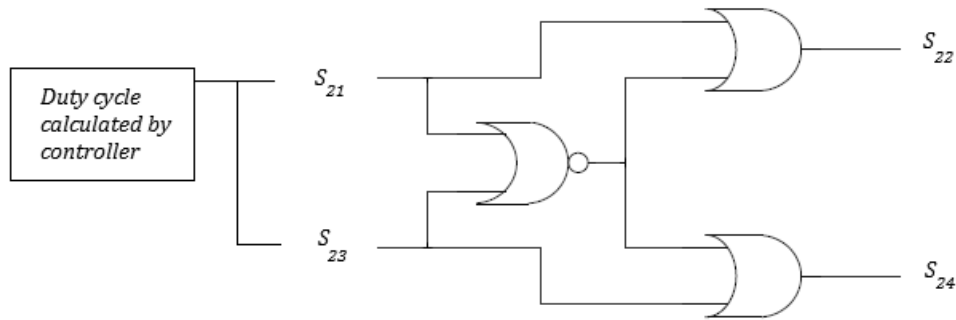 Duty cycle
calculated by
controller
S21
S23
S22
S24